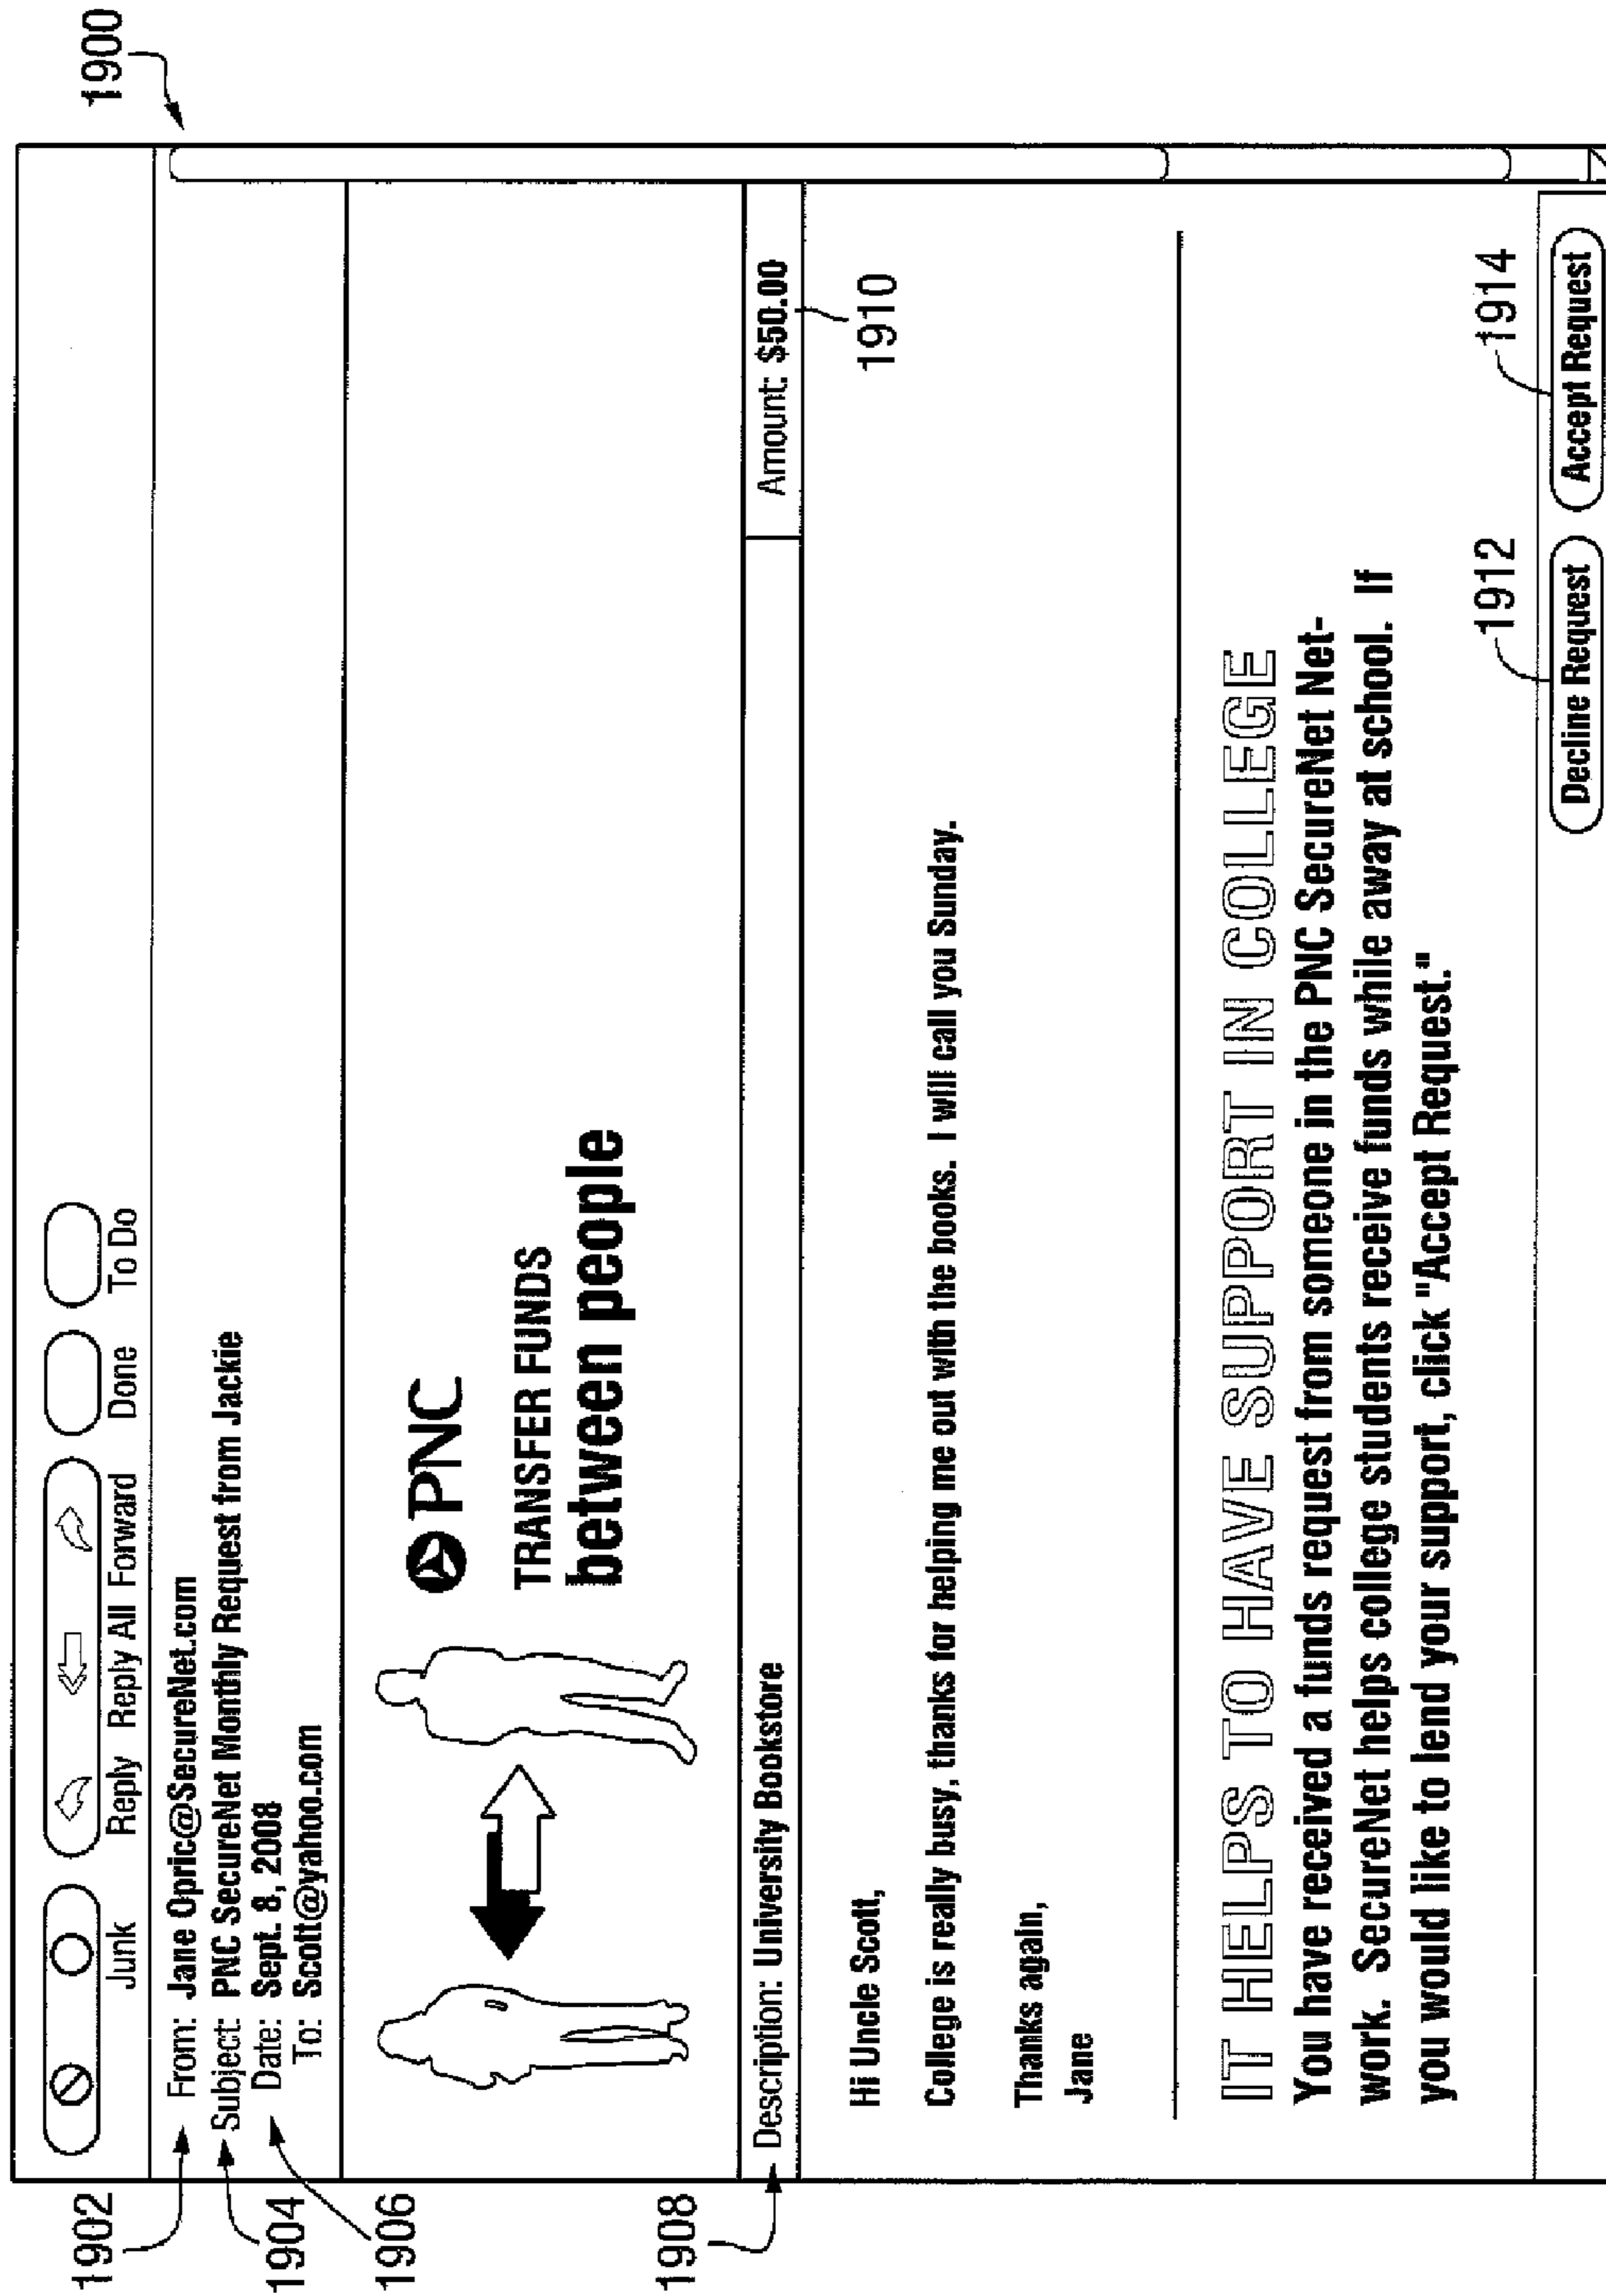 1900
Junk
Reply Reply All Forward
Done
To Do
1902
From: Jane Opric@SecureNet.com
1904
Subject: PNC SecureNet Monthly Request from Jackie
1906
Date: Sept. 8, 2008
To: Scott@yahoo.com
PNC
TRANSFER FUNDS
between people
1908
Description: University Bookstore
Amount: $50.00
1910
Hi Uncle Scott,
College is really busy, thanks for helping me out with the books. I will call you Sunday.
Thanks again,
Jane
IT HELPS TO HAVE SUPPORT IN COLLEGE
You have received a funds request from someone in the PNC SecureNet Net-
work. SecureNet helps college students receive funds while away at school. If
you would like to lend your support, click "Accept Request."
1912
1914
Decline Request
Accept Request